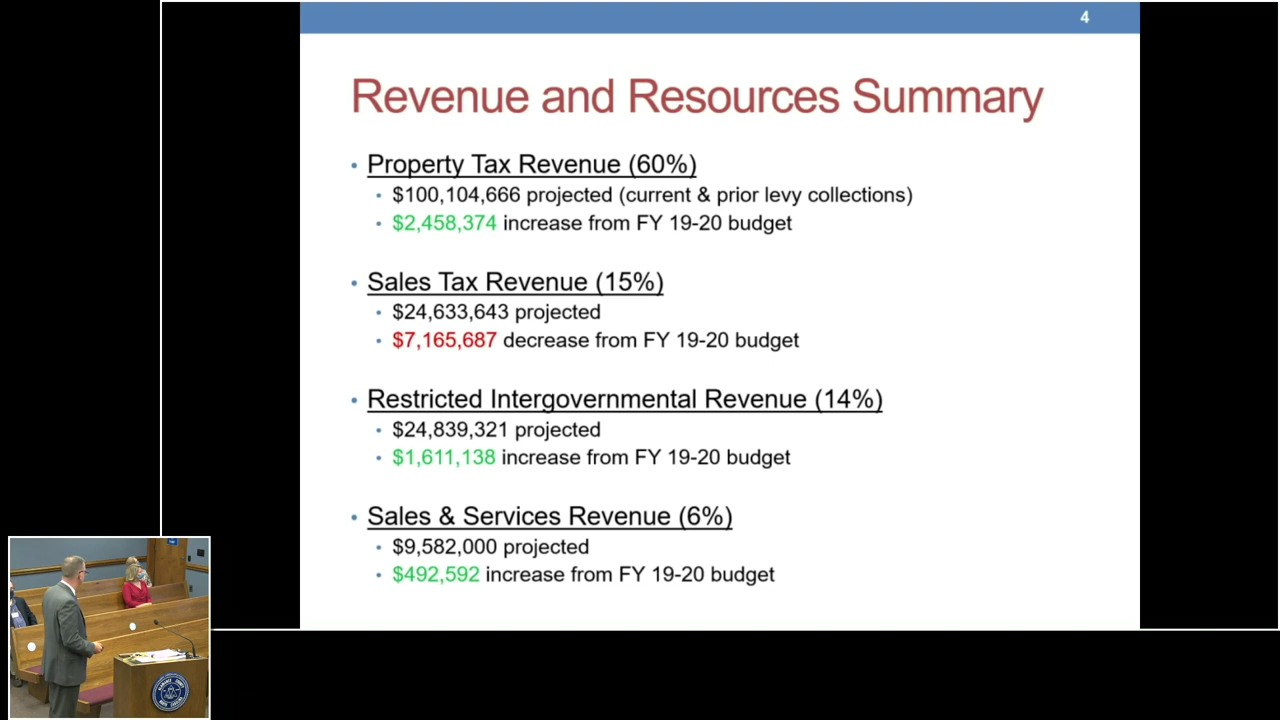 4
Revenue and Resources Summary
• Property Tax Revenue (60%)
• $100,104,666 projected (current & prior levy collections)
• $2,458,374 increase from FY 19-20 budget
• Sales Tax Revenue (15%)
• $24,633,643 projected
• $7,165,687 decrease from FY 19-20 budget
• Restricted Intergovernmental Revenue (14%)
• $24,839,321 projected
• $1,611,138 increase from FY 19-20 budget
• Sales & Services Revenue (6%)
• $9,582,000 projected
• $492,592 increase from FY 19-20 budget